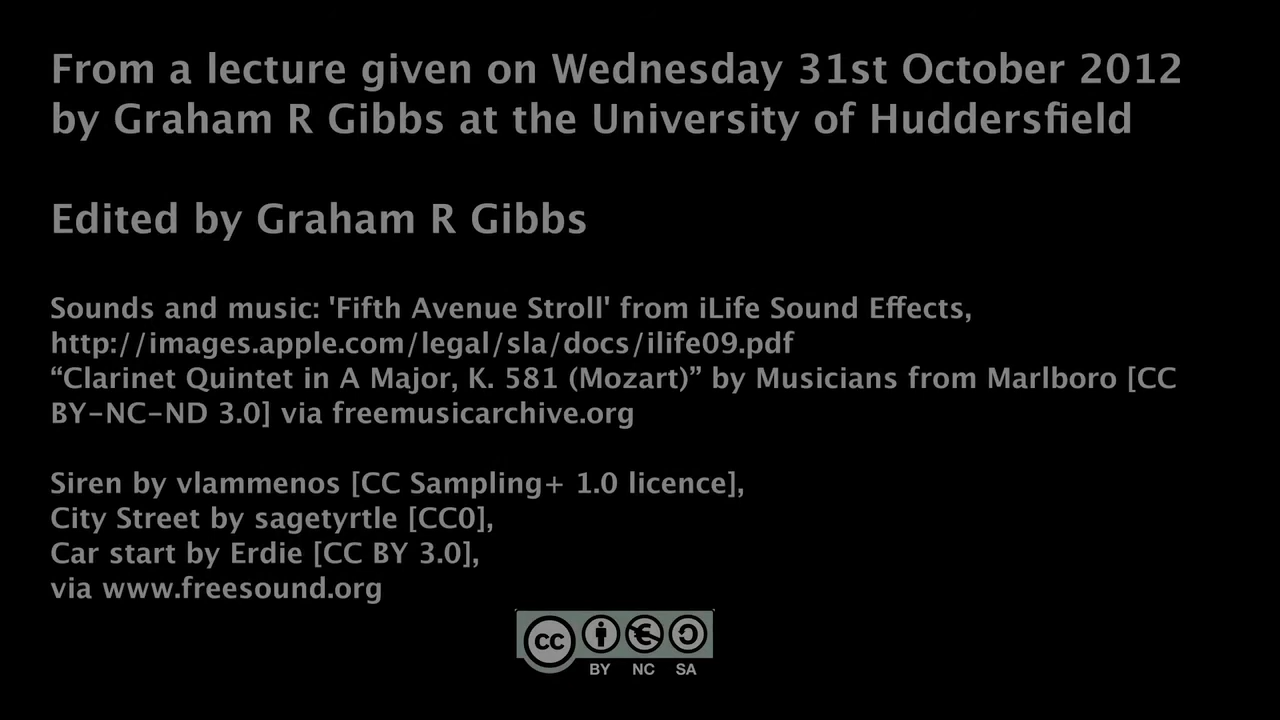 From a lecture given on Wednesday 31st October 2012
by Graham R Gibbs at the University of Huddersfield
Edited by Graham R Gibbs
Sounds and music: 'Fifth Avenue Stroll' from iLife Sound Effects,
http://images.apple.com/legal/sla/docs/ilife09.pdf
“Clarinet Quintet in A Major, K. 581 (Mozart)” by Musicians from Marlboro [CC
BY-NC-ND 3.0] via freemusicarchive.org
Siren by vlammenos [CC Sampling+ 1.0 licence],
City Street by sagetyrtle [CC0],
Car start by Erdie [CC BY 3.0],
via www.freesound.org
cc
BY NC SA